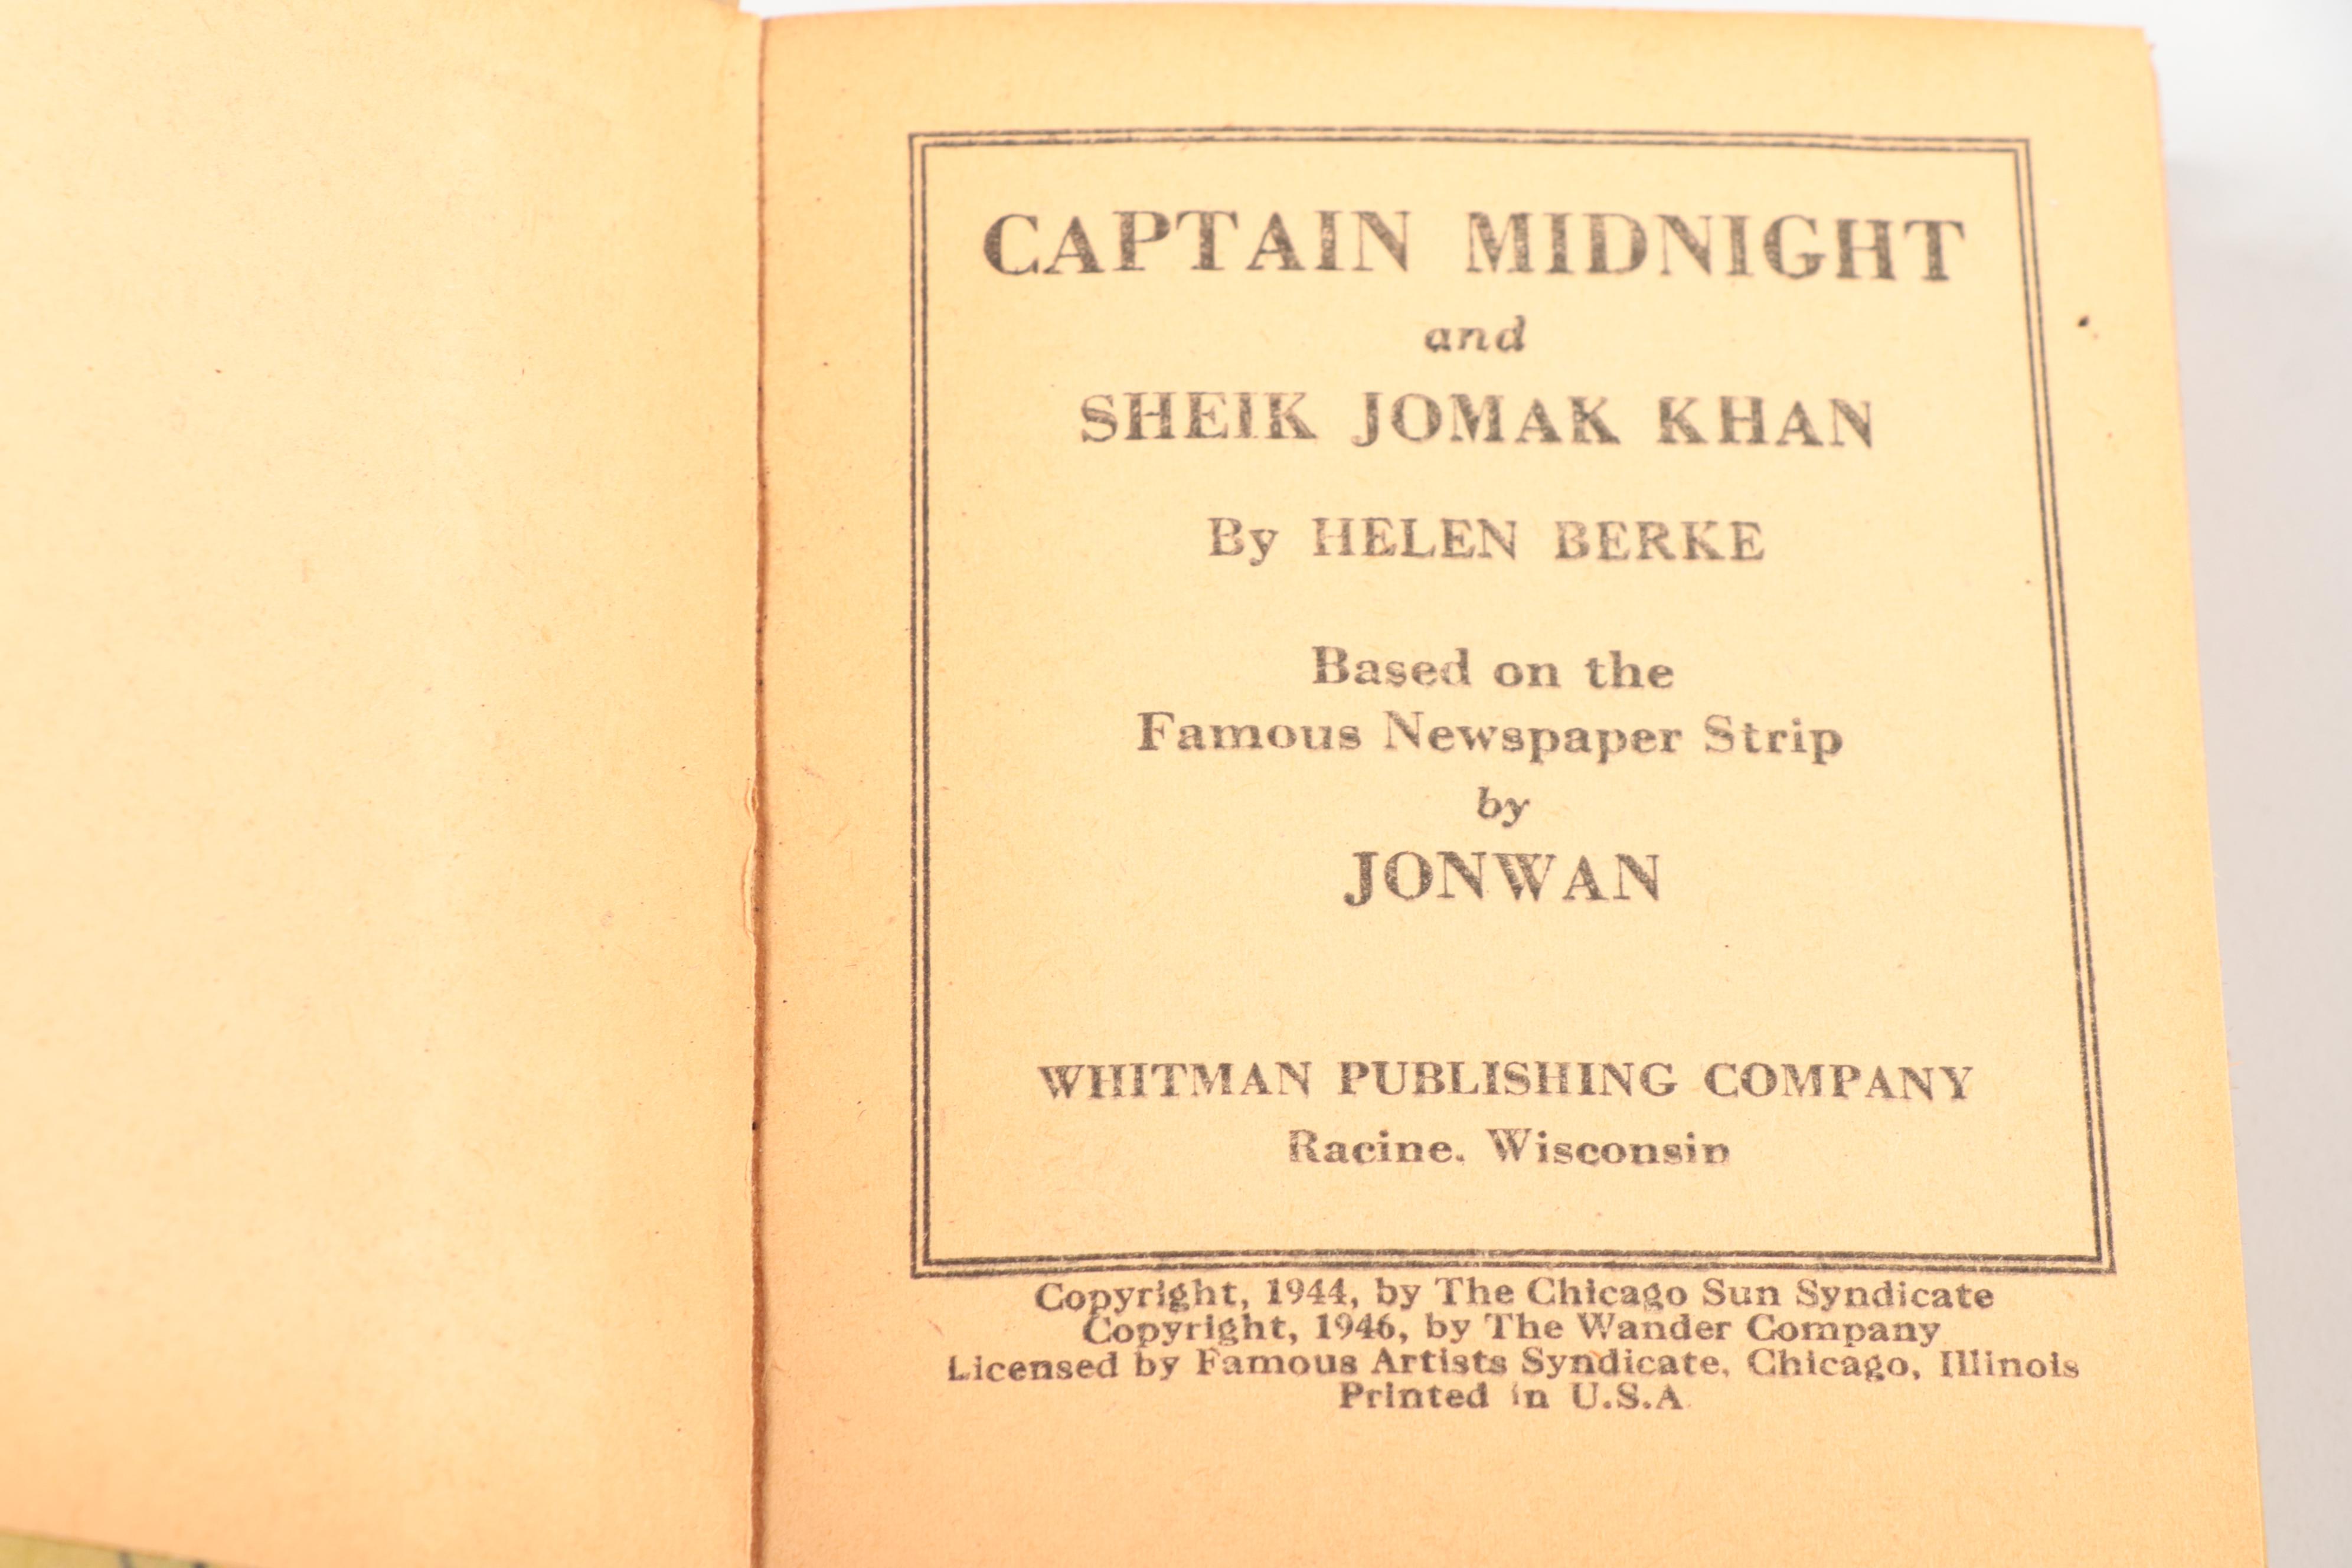 CAPTAIN MIDNIGHT
and
SHEIK JOMAK KHAN
By HELEN BERKE
Based on the
Famous Newspaper Strip
by
JONWAN
WHITMAN PUBLISHING COMPANY
Racine, Wisconsin
Copyright, 1944, by The Chicago Sun Syndicate
Copyright, 1946, by The Wander Company
Licensed by Famous Artists Syndicate, Chicago, Illinois
Printed in U.S.A.